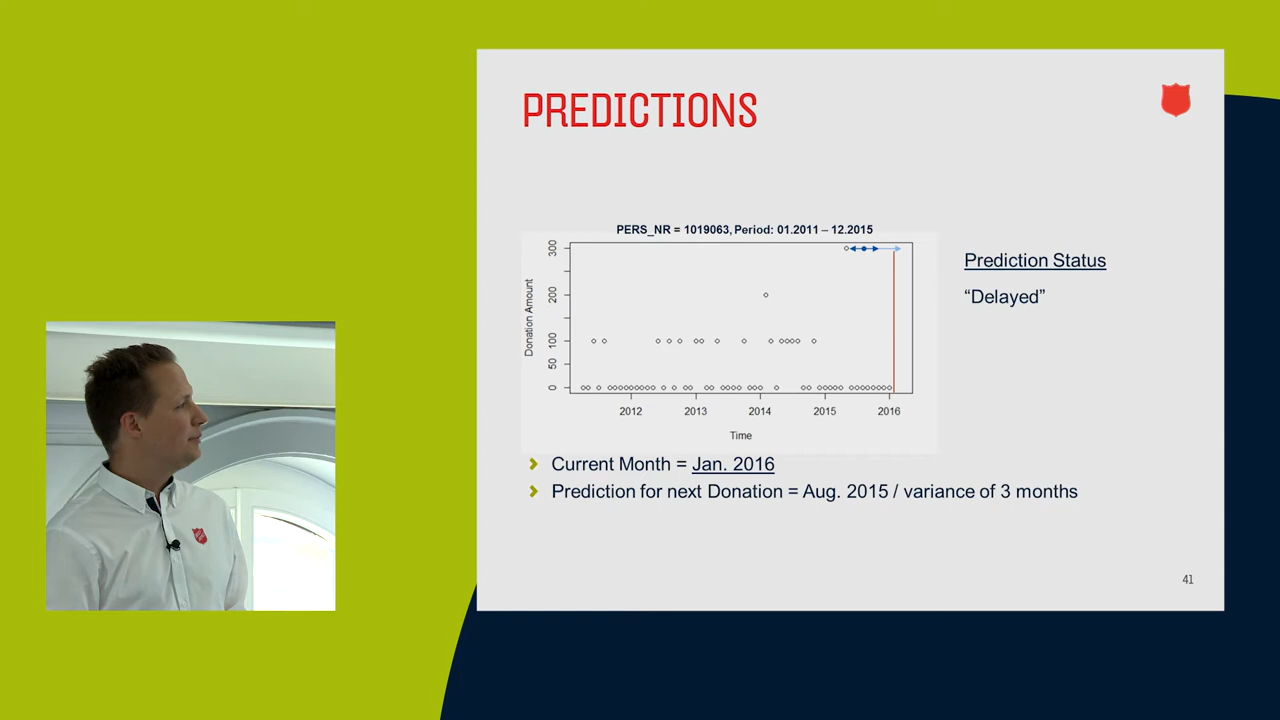 PREDICTIONS
PERS_NR = 1019063, Period: 01.2011 – 12.2015
Donation Amount
300
200
100
50
0
2012 2013 2014 2015 2016
Time
Prediction Status
“Delayed”
Current Month = Jan. 2016
Prediction for next Donation = Aug. 2015 / variance of 3 months
41